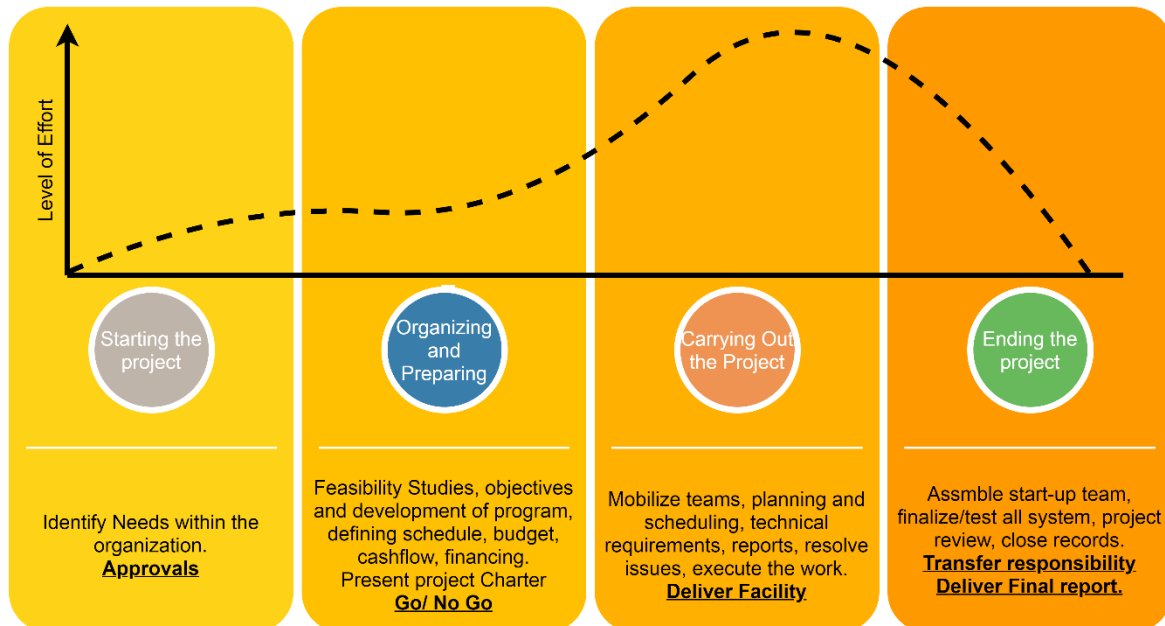 Level of Effort
Starting the
project
Organizing
and
Preparing
Carrying Out
the Project
Ending the
project
Identify Needs within the
organization.
Approvals
Feasibility Studies, objectives
and development of program,
defining schedule, budget,
cashflow, financing.
Present project Charter
Go/ No Go
Mobilize teams, planning and
scheduling, technical
requirements, reports, resolve
issues, execute the work.
Deliver Facility
Assmble start-up team,
finalize/test all system, project
review, close records.
Transfer responsibility
Deliver Final report.